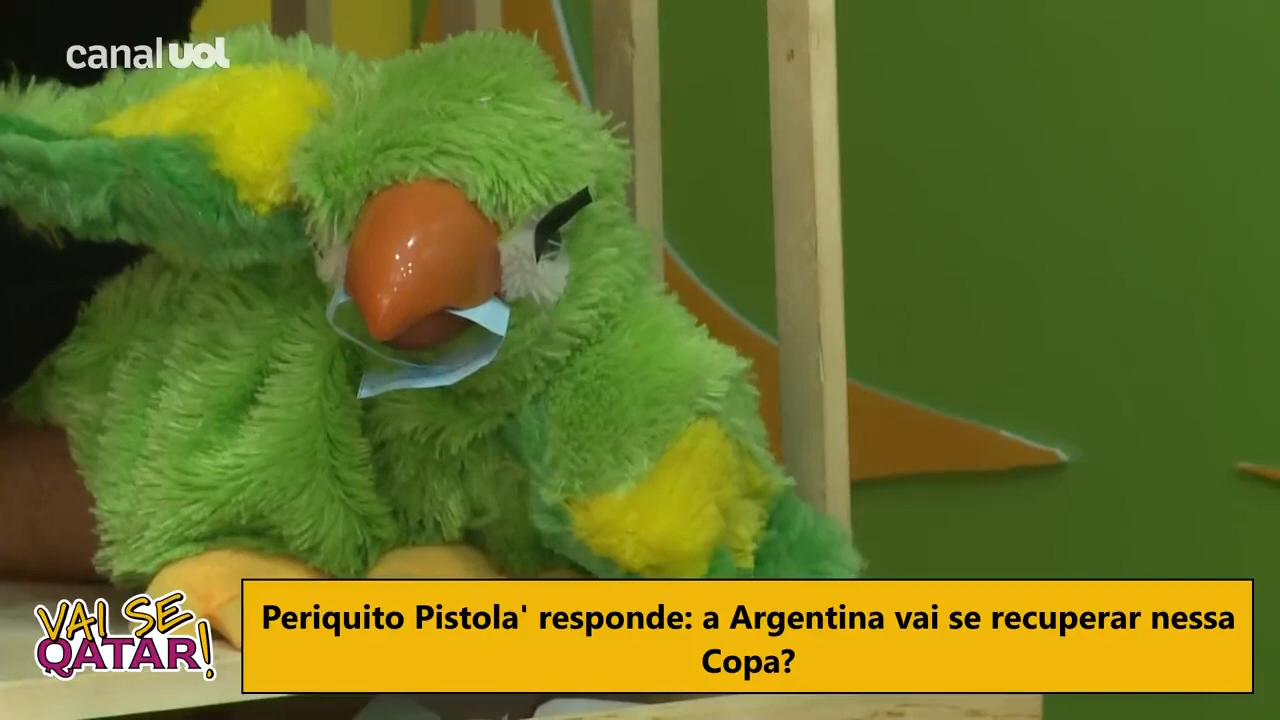 canal uol
VAI SE
QATAR!
Periquito Pistola' responde: a Argentina vai se recuperar nessa
Copa?